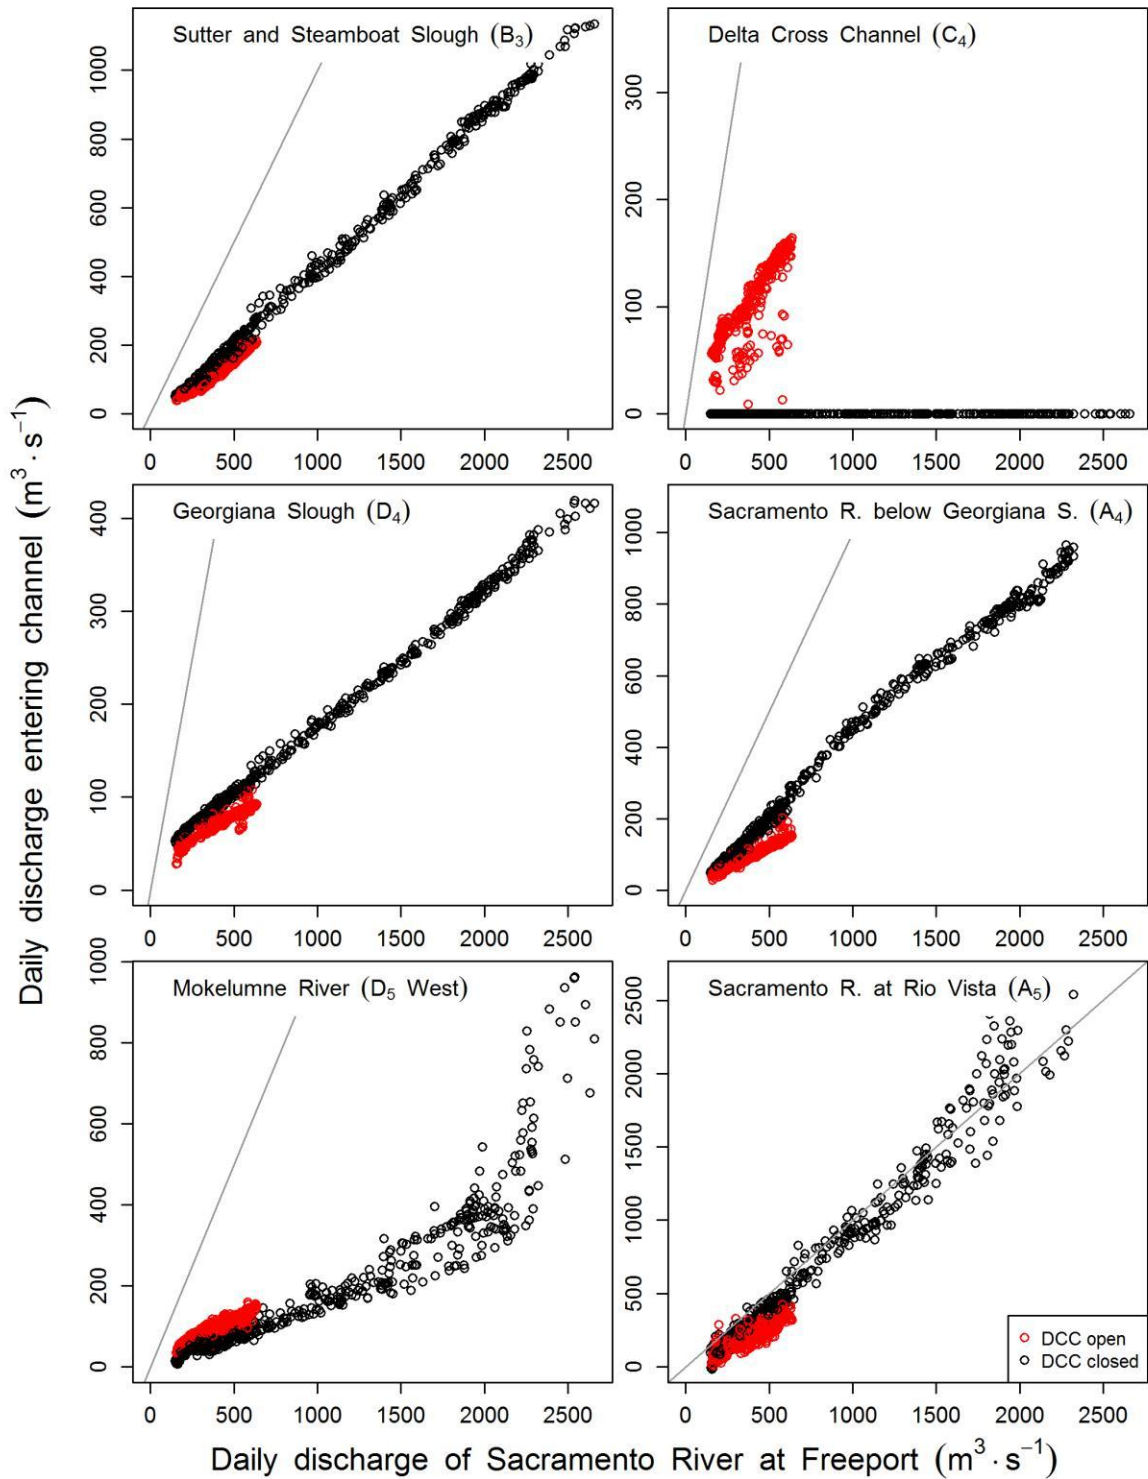 Sutter and Steamboat Slough (B₃)
0 200 400 600 800 1000
0 500 1000 1500 2000 2500
Delta Cross Channel (C₄)
0 100 200 300
0 500 1000 1500 2000 2500
Georgiana Slough (D₄)
0 100 200 300 400
0 500 1000 1500 2000 2500
Sacramento R. below Georgiana S. (A₄)
0 200 400 600 800 1000
0 500 1000 1500 2000 2500
Mokelumne River (D₅ West)
0 200 400 600 800 1000
0 500 1000 1500 2000 2500
Sacramento R. at Rio Vista (A₅)
0 500 1000 1500 2000 2500
DCC open
DCC closed
0 500 1000 1500 2000 2500
Daily discharge entering channel (m³·s⁻¹)
Daily discharge of Sacramento River at Freeport (m³·s⁻¹)